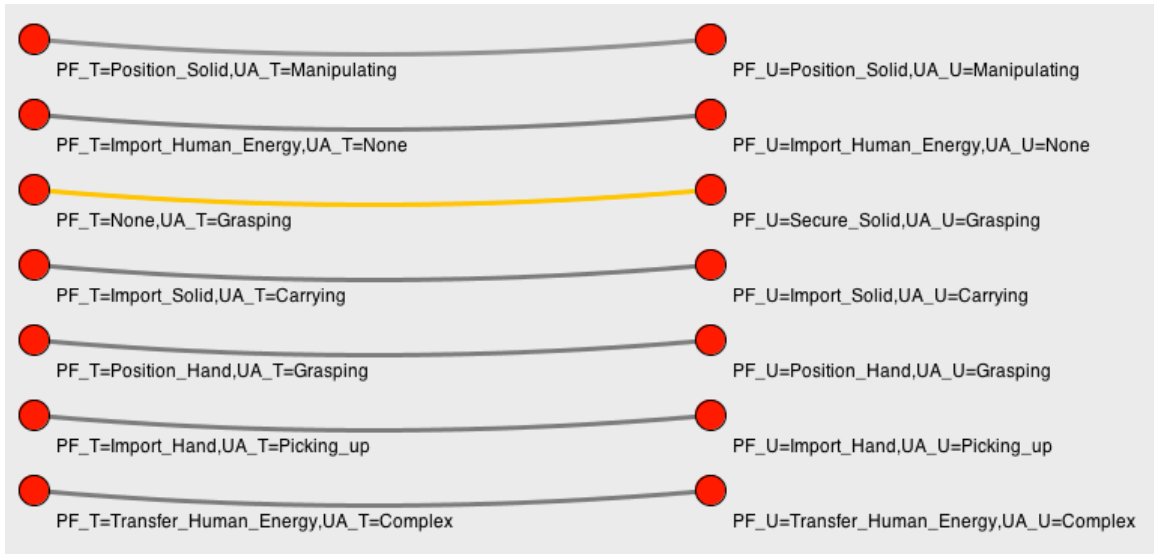 PF_T=Position_Solid,UA_T=Manipulating
PF_U=Position_Solid,UA_U=Manipulating
PF_T=Import_Human_Energy,UA_T=None
PF_U=Import_Human_Energy,UA_U=None
PF_T=None,UA_T=Grasping
PF_U=Secure_Solid,UA_U=Grasping
PF_T=Import_Solid,UA_T=Carrying
PF_U=Import_Solid,UA_U=Carrying
PF_T=Position_Hand,UA_T=Grasping
PF_U=Position_Hand,UA_U=Grasping
PF_T=Import_Hand,UA_T=Picking_up
PF_U=Import_Hand,UA_U=Picking_up
PF_T=Transfer_Human_Energy,UA_T=Complex
PF_U=Transfer_Human_Energy,UA_U=Complex